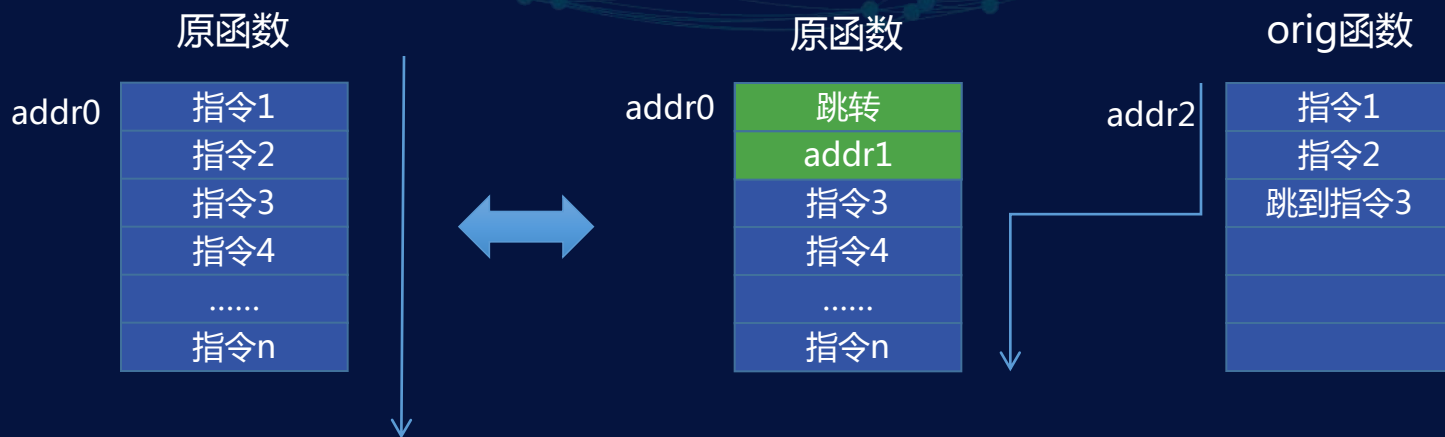 原函数
addr0
指令1
指令2
指令3
指令4
......
指令n
原函数
addr0
跳转
addr1
指令3
指令4
......
指令n
orig函数
addr2
指令1
指令2
跳到指令3